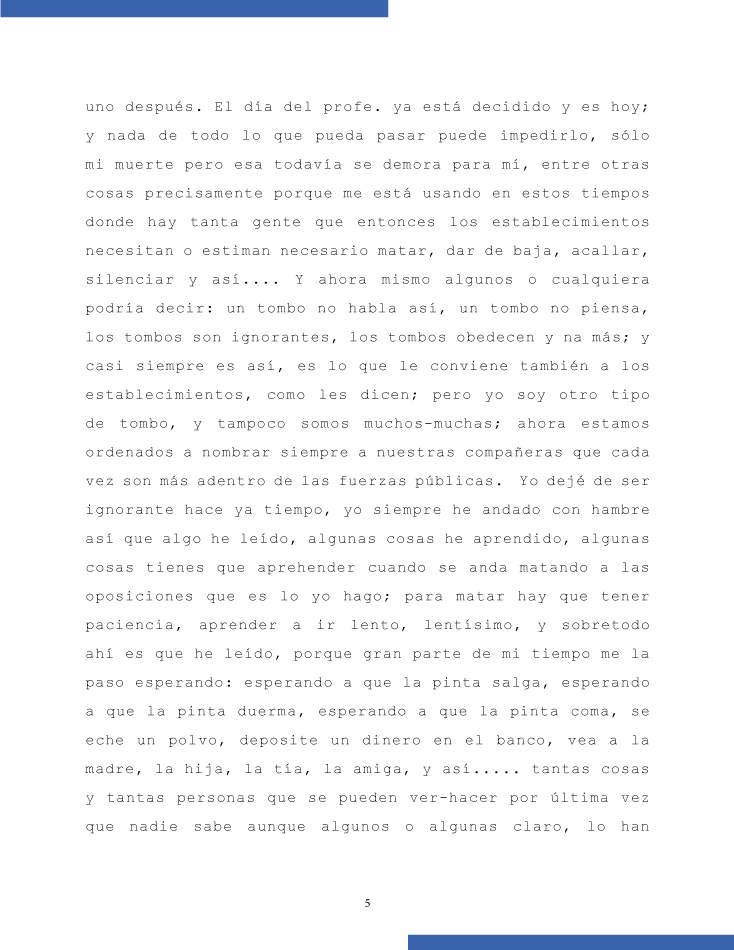 uno después. El día del profe. ya está decidido y es hoy;
y nada de todo lo que pueda pasar puede impedirlo, sólo
mi muerte pero esa todavía se demora para mí, entre otras
cosas precisamente porque me está usando en estos tiempos
donde hay tanta gente que entonces los establecimientos
necesitan o estiman necesario matar, dar de baja, acallar,
silenciar y así.... Y ahora mismo algunos o cualquiera
podría decir: un tombo no habla así, un tombo no piensa,
los tombos son ignorantes, los tombos obedecen y na más; y
casi siempre es así, es lo que le conviene también a los
establecimientos, como les dicen; pero yo soy otro tipo
de tombo, y tampoco somos muchos-muchas; ahora estamos
ordenados a nombrar siempre a nuestras compañeras que cada
vez son más adentro de las fuerzas públicas. Yo dejé de ser
ignorante hace ya tiempo, yo siempre he andado con hambre
así que algo he leído, algunas cosas he aprendido, algunas
cosas tienes que aprehender cuando se anda matando a las
oposiciones que es lo yo hago; para matar hay que tener
paciencia, aprender a ir lento, lentísimo, y sobretodo
ahí es que he leído, porque gran parte de mi tiempo me la
paso esperando: esperando a que la pinta salga, esperando
a que la pinta duerma, esperando a que la pinta coma, se
eche un polvo, deposite un dinero en el banco, vea a la
madre, la hija, la tía, la amiga, y así..... tantas cosas
y tantas personas que se pueden ver-hacer por última vez
que nadie sabe aunque algunos o algunas claro, lo han
5